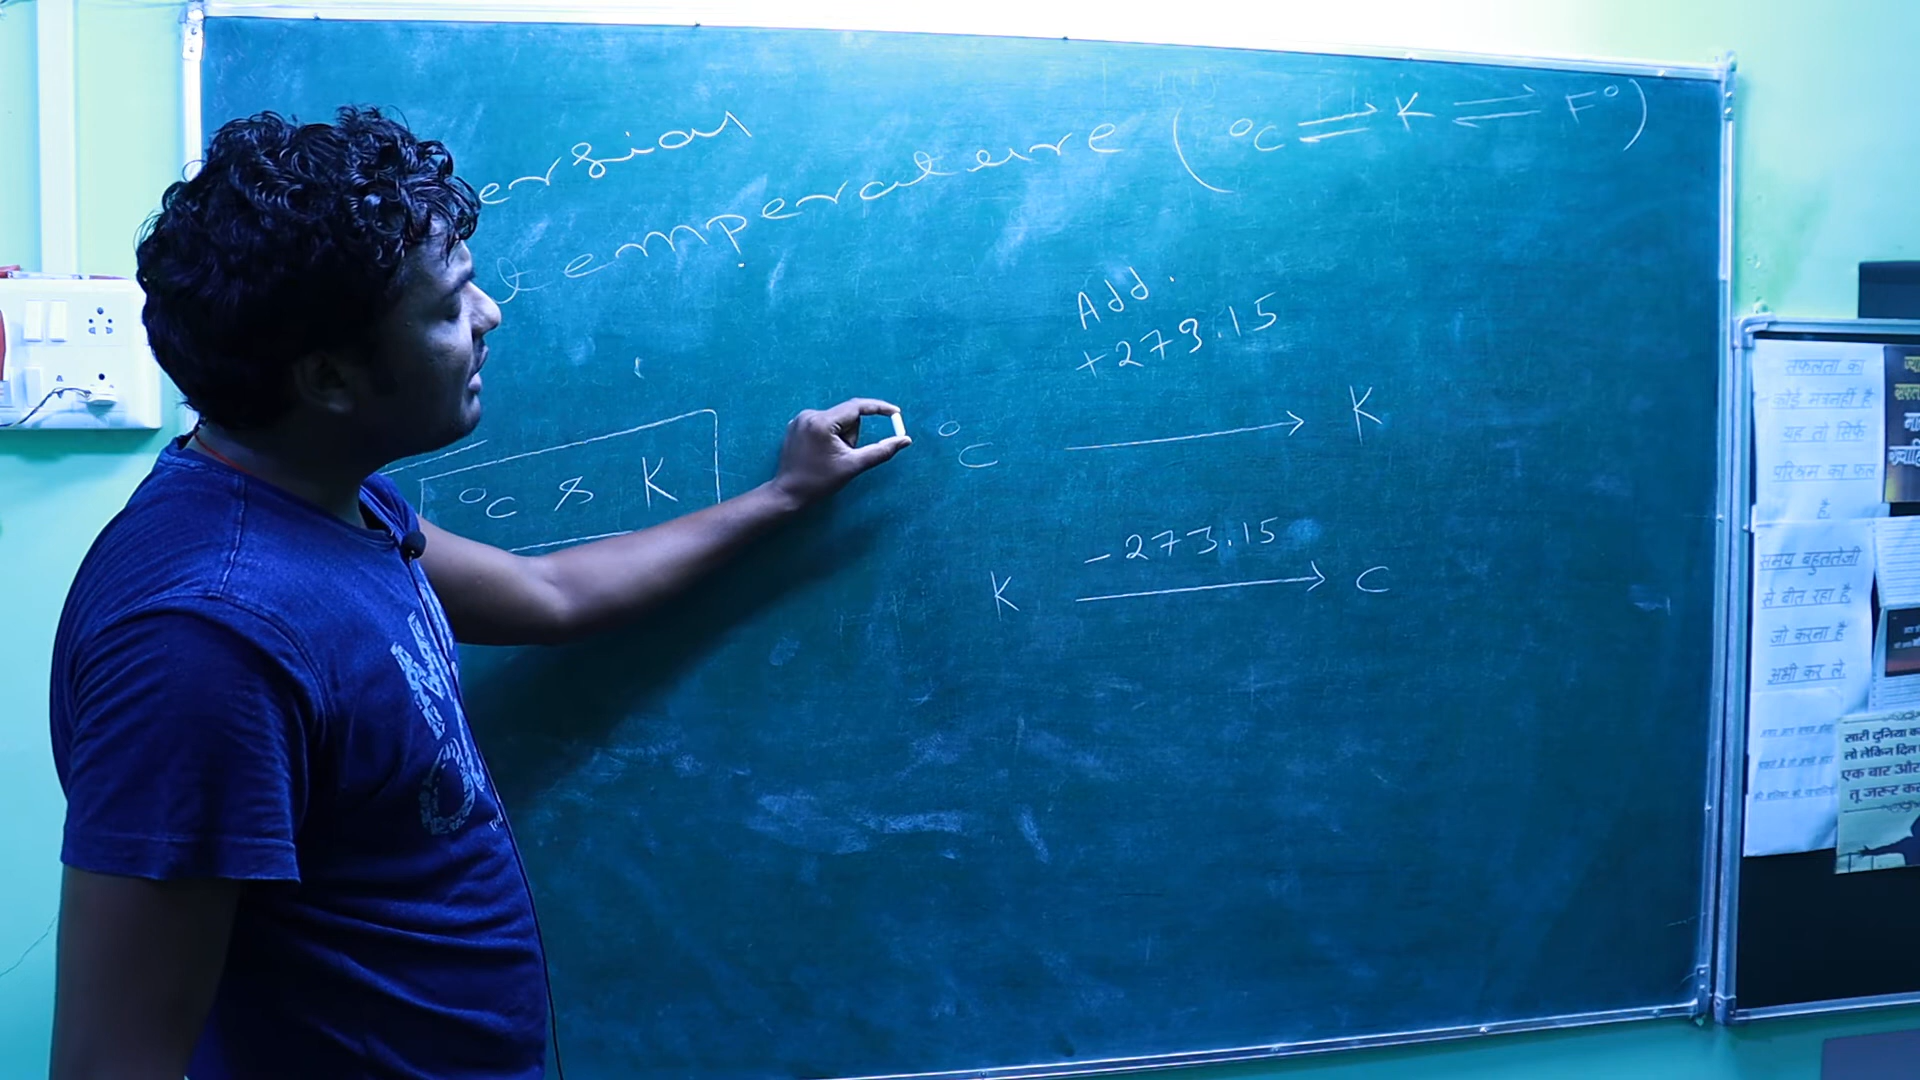 ersion
temperature ( °C ⇌ K ⇌ F° )
Add.
+273.15
°C → K
°C & K
-273.15
K → C
सफलता का
कोई मंत्र नहीं है
यह तो सिर्फ
परिश्रम का फल
है.
समय बहुत तेजी
से बीत रहा है,
जो करना है
अभी कर ले.
सारी दुनिया क
लो लेकिन दिल
एक बार और
तू जरूर क